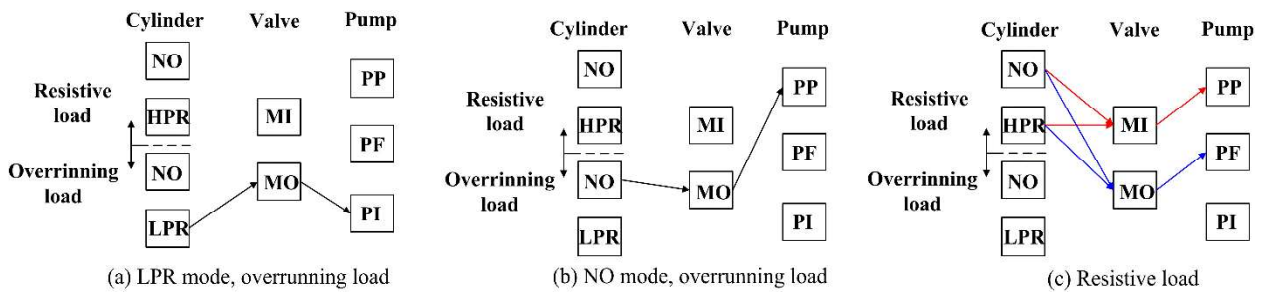 Cylinder Valve Pump
NO
PP
Resistive
load
HPR
MI
PF
Overrinning
load
NO
MO
LPR
PI
(a) LPR mode, overrunning load
Cylinder Valve Pump
NO
PP
Resistive
load
HPR
MI
PF
Overrinning
load
NO
MO
LPR
PI
(b) NO mode, overrunning load
Cylinder Valve Pump
NO
PP
Resistive
load
HPR
MI
PF
Overrinning
load
NO
MO
LPR
PI
(c) Resistive load